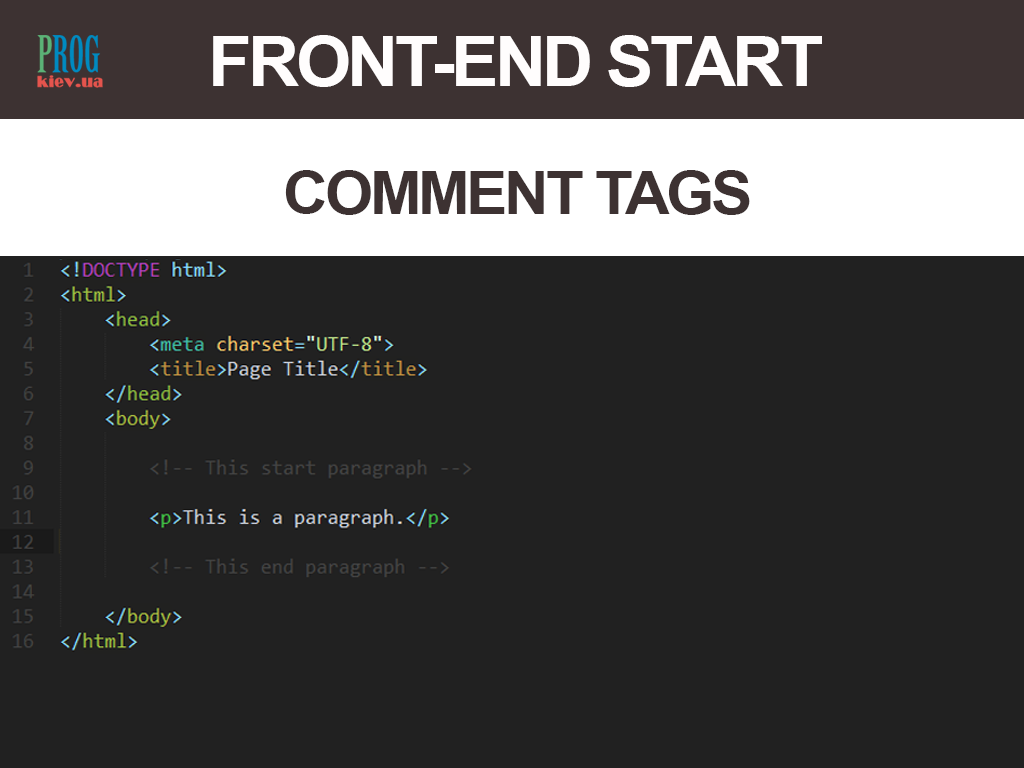 PROG
kiev.ua
FRONT-END START
COMMENT TAGS
1 <!DOCTYPE html>
2 <html>
3 <head>
4 <meta charset="UTF-8">
5 <title>Page Title</title>
6 </head>
7 <body>
8
9 <!-- This start paragraph -->
10
11 <p>This is a paragraph.</p>
12
13 <!-- This end paragraph -->
14
15 </body>
16 </html>